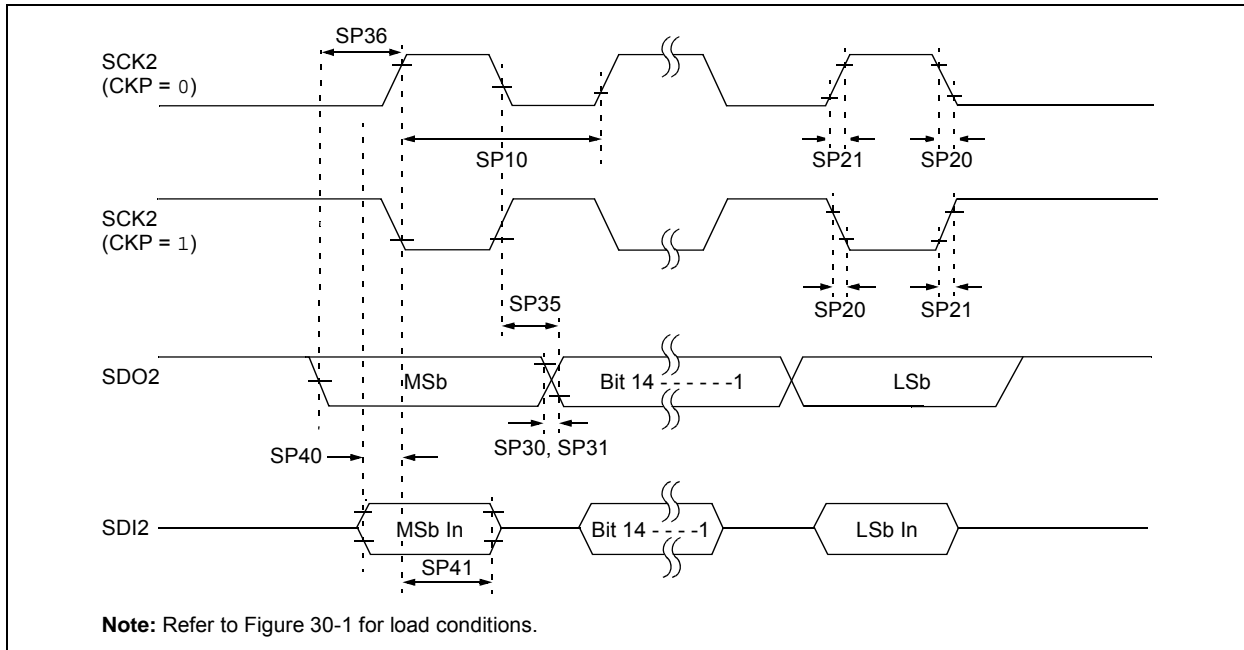 SP36
SCK2
(CKP = 0)
SP10
SP21
SP20
SCK2
(CKP = 1)
SP35
SP20
SP21
SDO2
MSb
Bit 14 - - - - - -1
LSb
SP30, SP31
SP40
SDI2
MSb In
Bit 14 - - - -1
LSb In
SP41
Note: Refer to Figure 30-1 for load conditions.